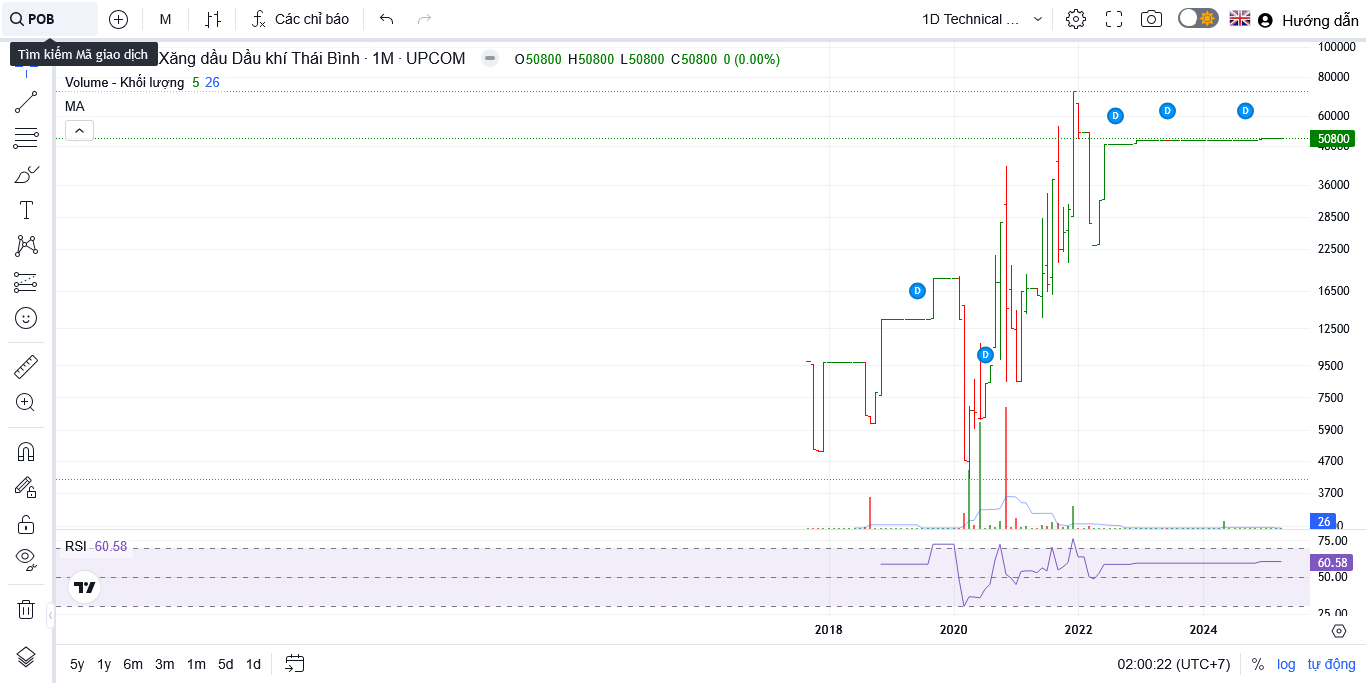 POB
M
Các chỉ báo
1D Technical ...
Hướng dẫn
Tìm kiếm Mã giao dịch
Xăng dầu Dầu khí Thái Bình · 1M · UPCOM
O50800 H50800 L50800 C50800 0 (0.00%)
Volume - Khối lượng 5 26
MA
100000
80000
60000
50800
36000
28500
22500
16500
12500
9500
7500
5900
4700
3700
26
D
D
D
D
D
RSI 60.58
75.00
60.58
50.00
25.00
2018
2020
2022
2024
5y 1y 6m 3m 1m 5d 1d
02:00:22 (UTC+7)
%
log
tự động